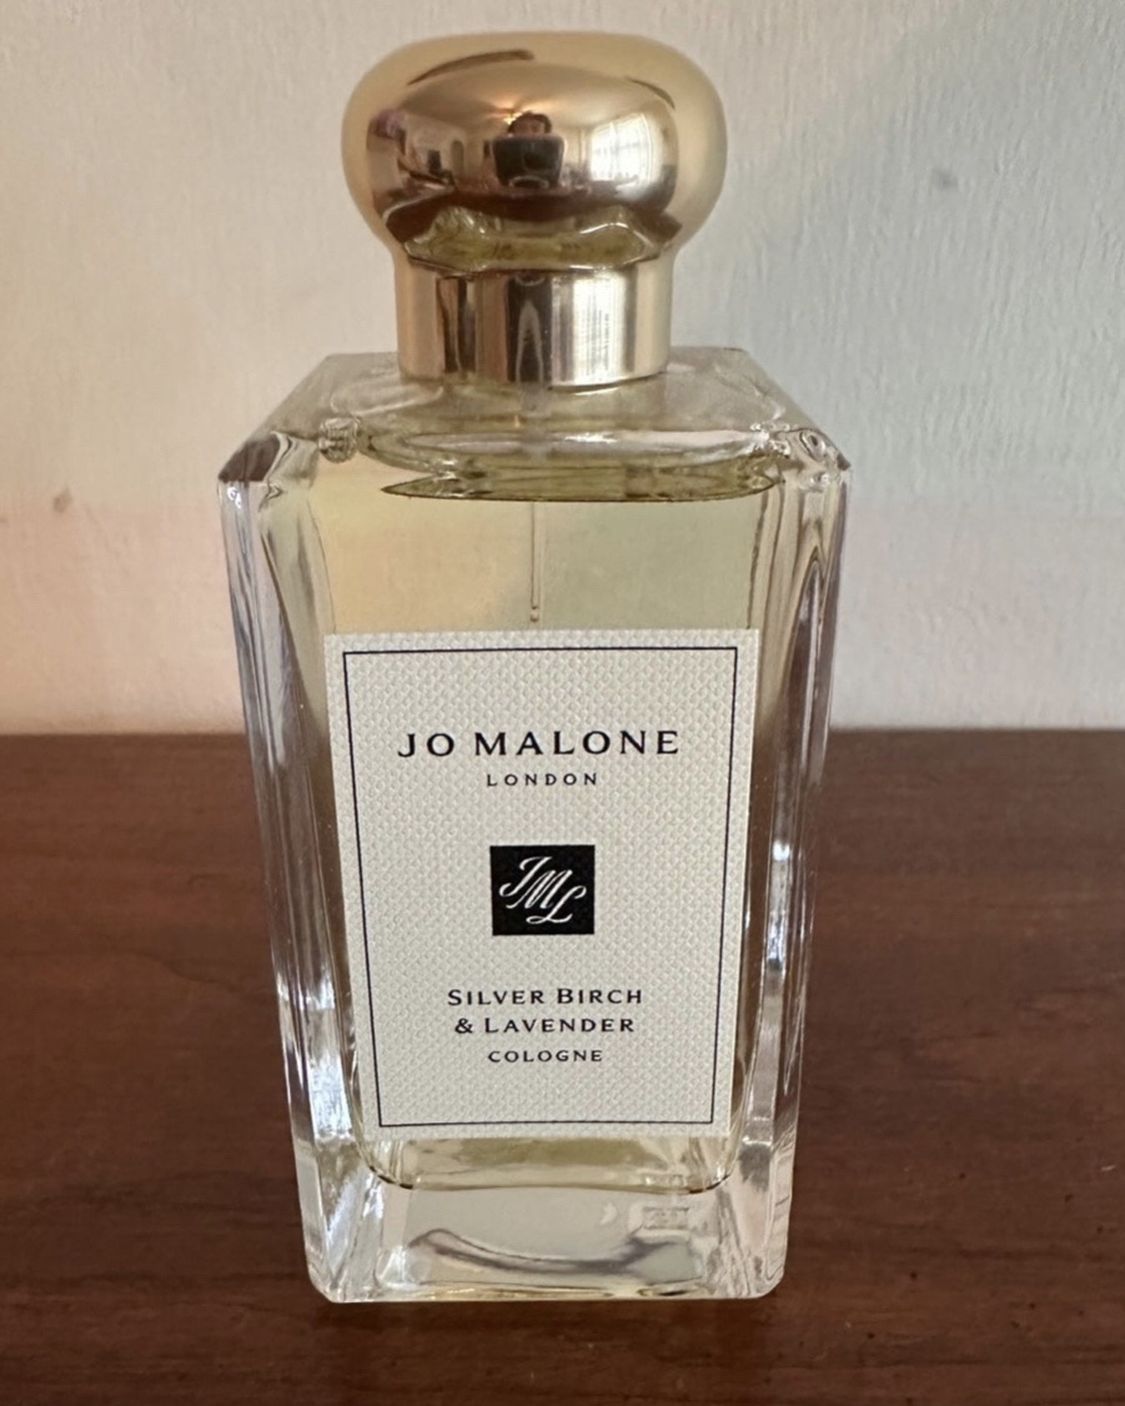 JO MALONE
LONDON
JML
SILVER BIRCH
& LAVENDER
COLOGNE